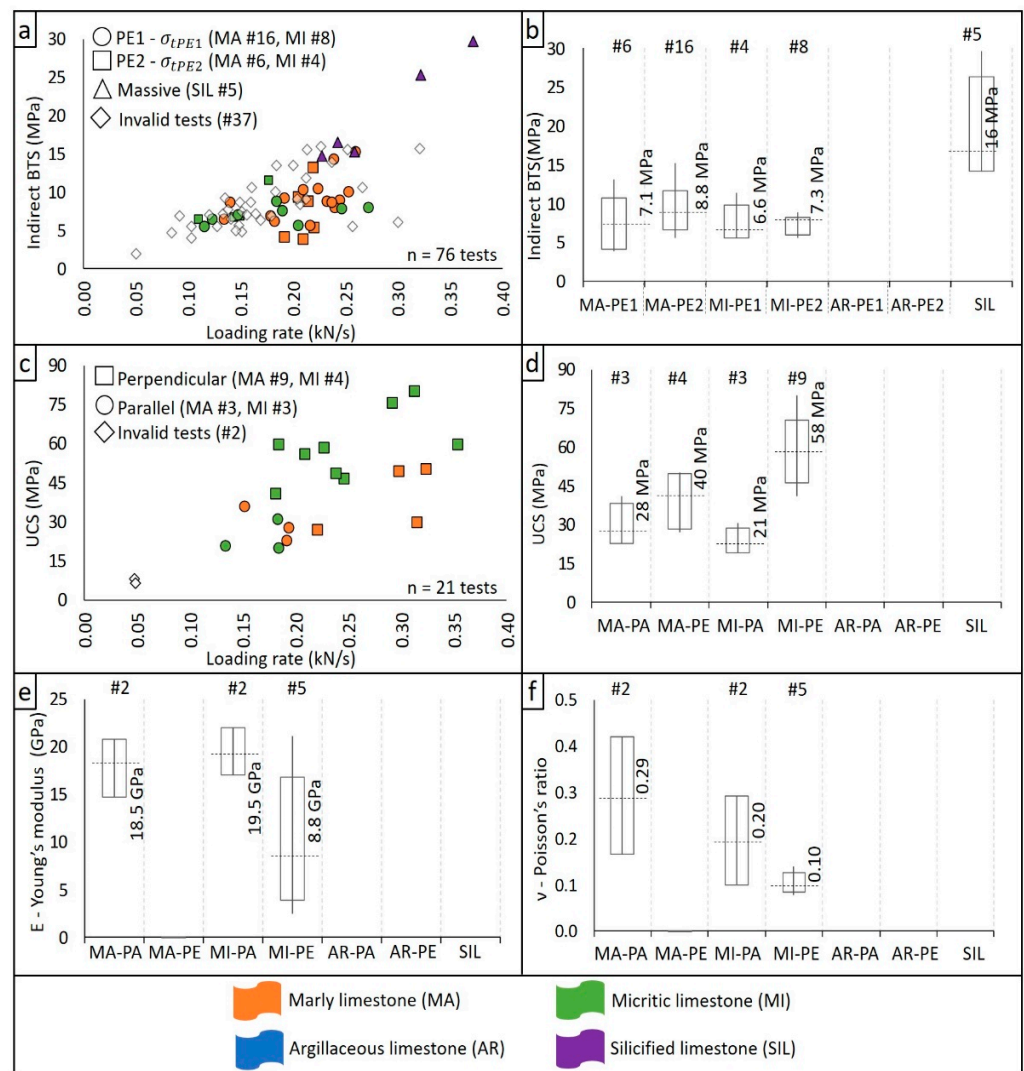 a
PE1 - σtPE1 (MA #16, MI #8)
PE2 - σtPE2 (MA #6, MI #4)
Massive (SIL #5)
Invalid tests (#37)
30
25
20
15
10
5
0
Indirect BTS (MPa)
n = 76 tests
0.00 0.05 0.10 0.15 0.20 0.25 0.30 0.35 0.40
Loading rate (kN/s)
b
#6 #16 #4 #8 #5
30
25
20
15
10
5
0
Indirect BTS(MPa)
7.1 MPa
8.8 MPa
6.6 MPa
7.3 MPa
16 MPa
MA-PE1 MA-PE2 MI-PE1 MI-PE2 AR-PE1 AR-PE2 SIL
c
Perpendicular (MA #9, MI #4)
Parallel (MA #3, MI #3)
Invalid tests (#2)
90
75
60
45
30
15
0
UCS (MPa)
n = 21 tests
0.00 0.05 0.10 0.15 0.20 0.25 0.30 0.35 0.40
Loading rate (kN/s)
d
#3 #4 #3 #9
90
75
60
45
30
15
0
UCS (MPa)
28 MPa
40 MPa
21 MPa
58 MPa
MA-PA MA-PE MI-PA MI-PE AR-PA AR-PE SIL
e
#2 #2 #5
25
20
15
10
5
0
E - Young's modulus (GPa)
18.5 GPa
19.5 GPa
8.8 GPa
MA-PA MA-PE MI-PA MI-PE AR-PA AR-PE SIL
f
#2 #2 #5
0.5
0.4
0.3
0.2
0.1
0.0
v - Poisson's ratio
0.29
0.20
0.10
MA-PA MA-PE MI-PA MI-PE AR-PA AR-PE SIL
Marly limestone (MA)
Micritic limestone (MI)
Argillaceous limestone (AR)
Silicified limestone (SIL)